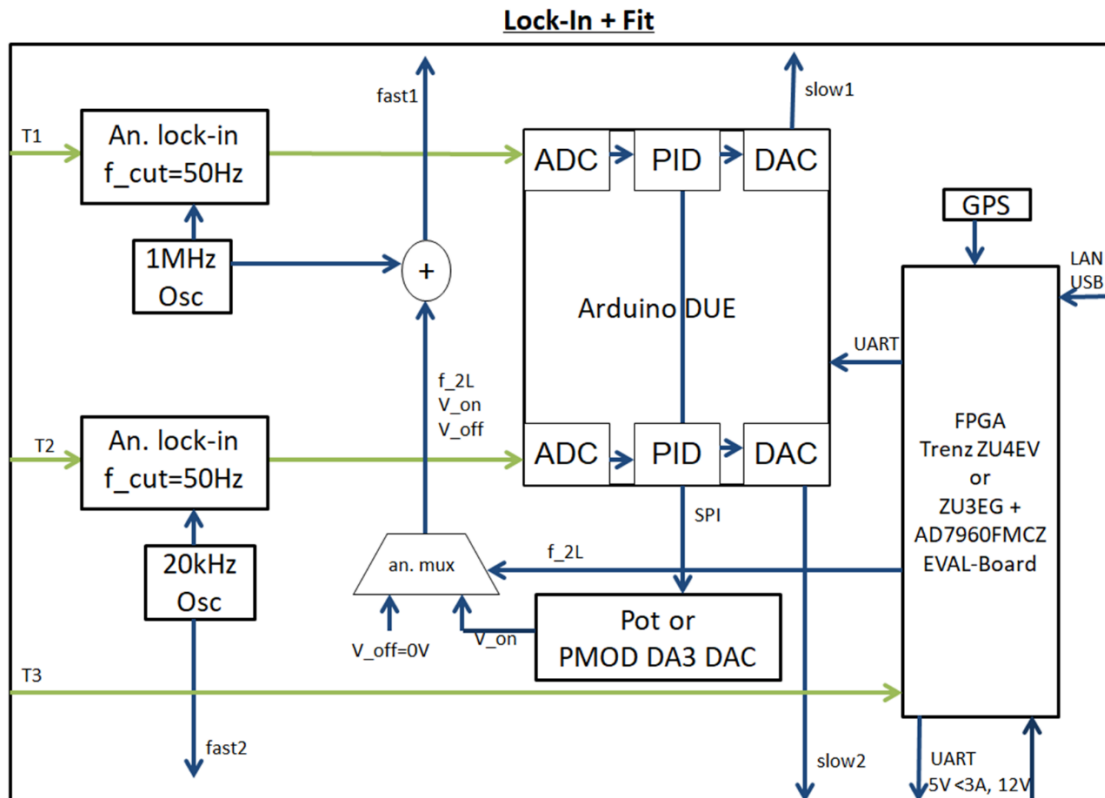 Lock-In + Fit
fast1
slow1
T1
An. lock-in
f_cut=50Hz
ADC
PID
DAC
GPS
1MHz
Osc
+
LAN
USB
Arduino DUE
UART
f_2L
V_on
V_off
T2
An. lock-in
f_cut=50Hz
ADC
PID
DAC
FPGA
Trenz ZU4EV
or
ZU3EG +
AD7960FMCZ
EVAL-Board
SPI
20kHz
Osc
an. mux
f_2L
V_off=0V
V_on
Pot or
PMOD DA3 DAC
T3
fast2
slow2
UART
5V <3A, 12V